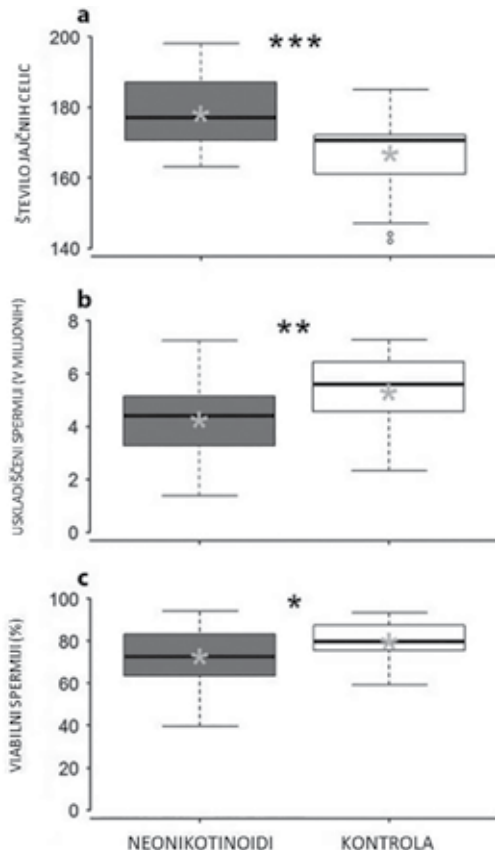 a
***
ŠTEVILO JAJČNIH CELIC
200
180
160
140
b
**
USKLADIŠČENI SPERMIJI (V MILIJONIH)
8
6
4
2
0
c
*
VIABILNI SPERMIJI (%)
100
80
60
40
20
0
NEONIKOTINOIDI KONTROLA